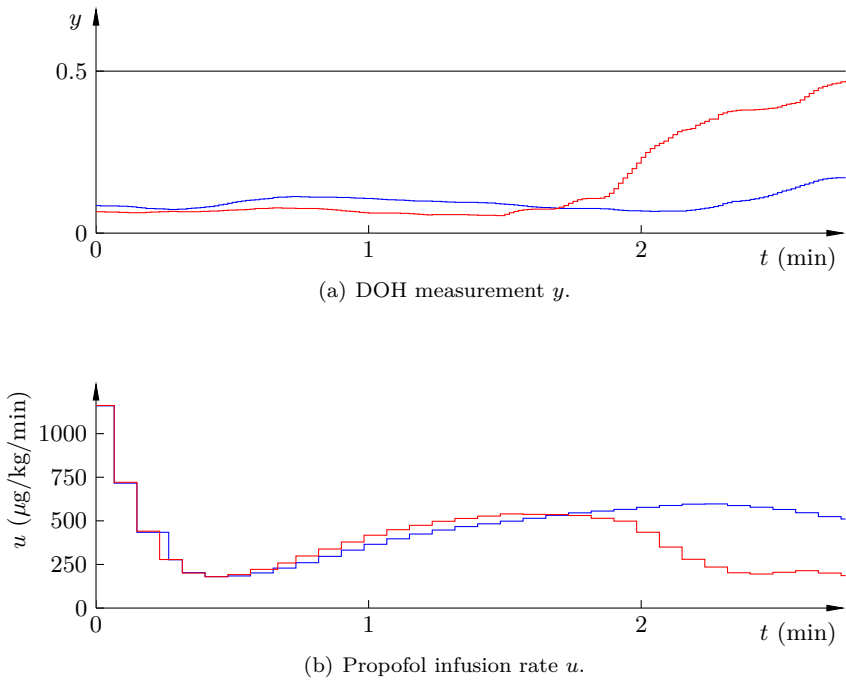 y
0.5
0
0
1
2
t (min)
(a) DOH measurement y.
u (µg/kg/min)
1000
750
500
250
0
0
1
2
t (min)
(b) Propofol infusion rate u.